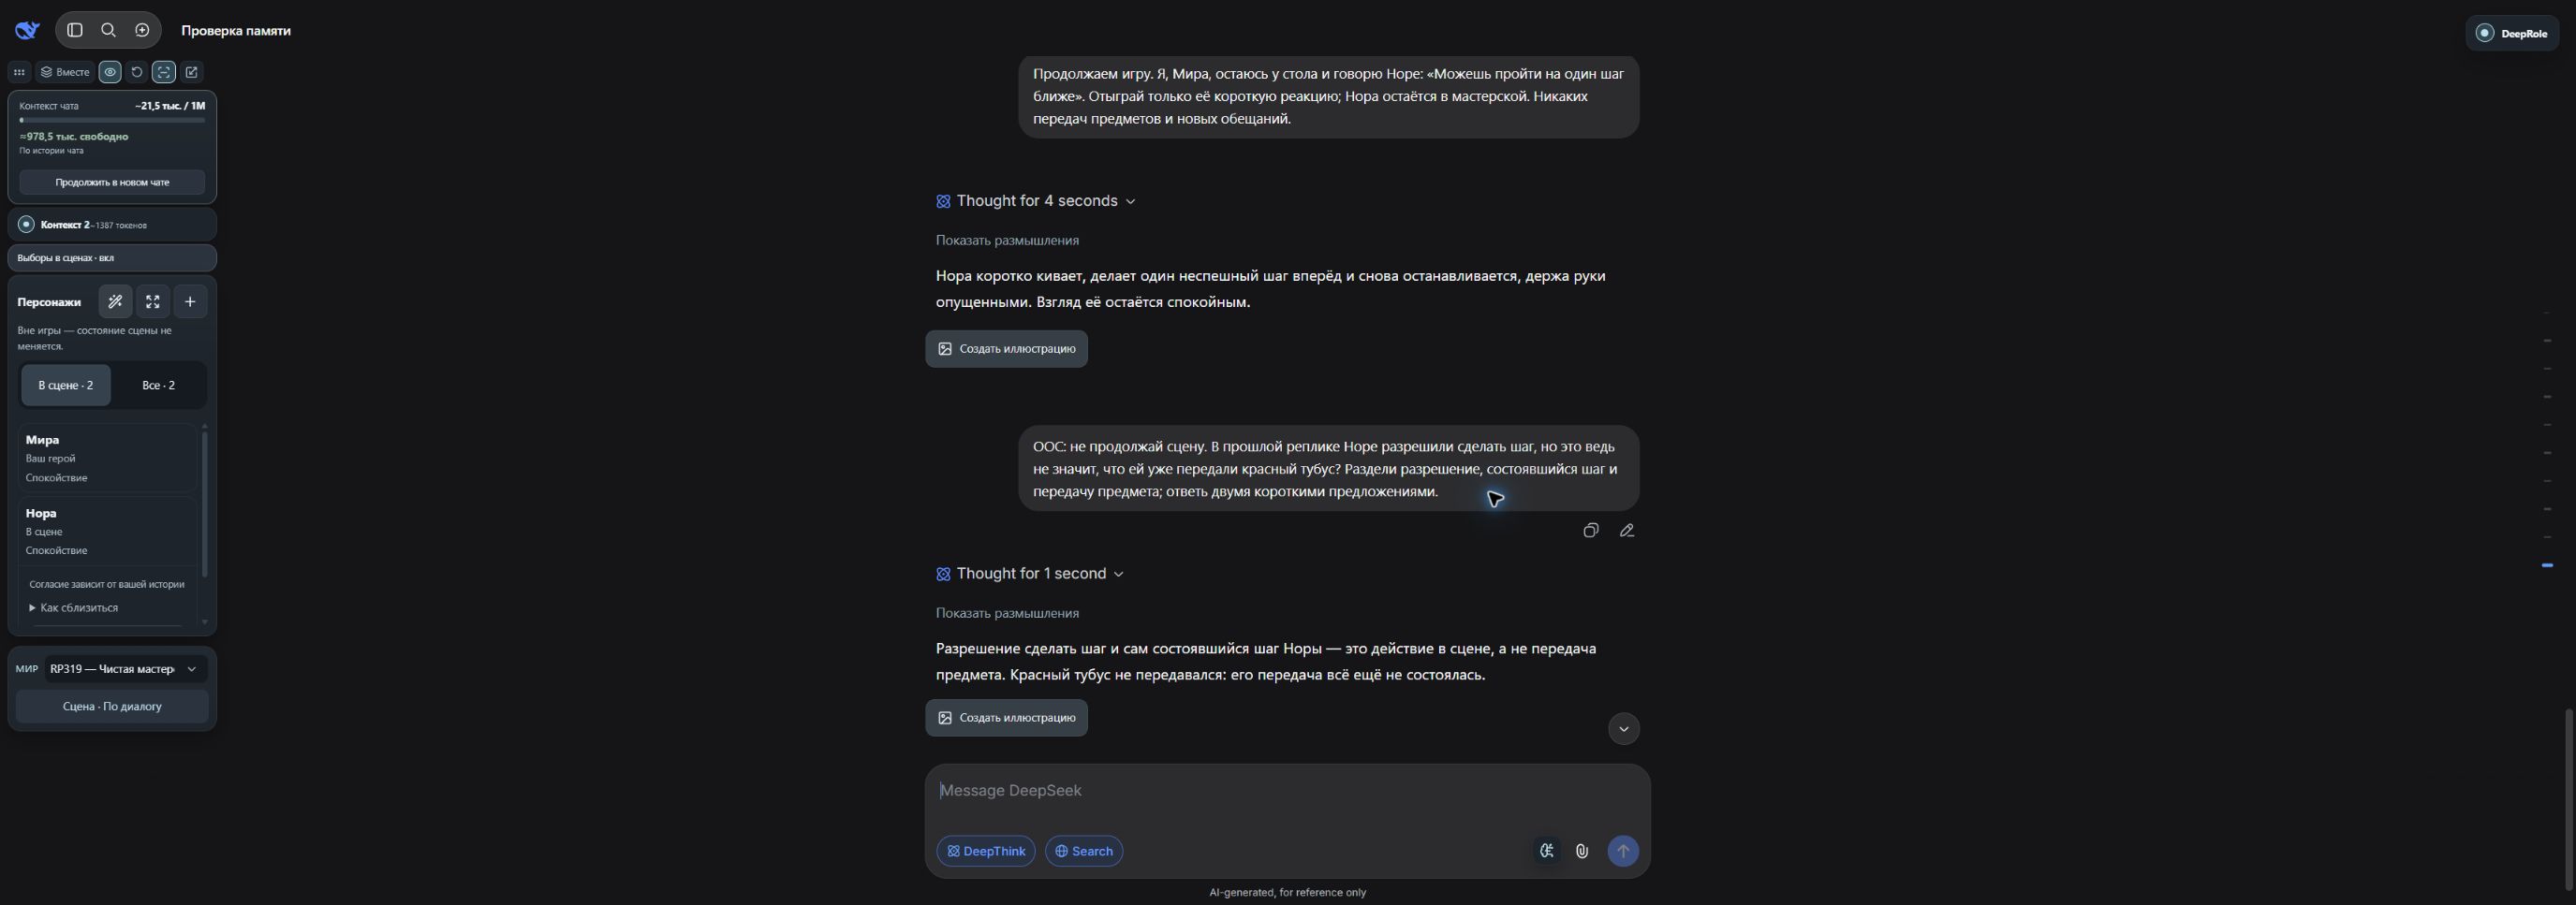 Проверка памяти
DeepRole
Вместе
Контекст чата ~21,5 тыс. / 1М
≈978,5 тыс. свободно
По истории чата
Продолжить в новом чате
Контекст 2 ~1387 токенов
Выборы в сценах · вкл
Персонажи
Вне игры — состояние сцены не
меняется.
В сцене · 2 Все · 2
Мира
Ваш герой
Спокойствие
Нора
В сцене
Спокойствие
Согласие зависит от вашей истории
▶ Как сблизиться
МИР RP319 — Чистая мастер
Сцена · По диалогу
Продолжаем игру. Я, Мира, остаюсь у стола и говорю Норе: «Можешь пройти на один шаг
ближе». Отыграй только её короткую реакцию; Нора остаётся в мастерской. Никаких
передач предметов и новых обещаний.
Thought for 4 seconds
Показать размышления
Нора коротко кивает, делает один неспешный шаг вперёд и снова останавливается, держа руки
опущенными. Взгляд её остаётся спокойным.
Создать иллюстрацию
ООС: не продолжай сцену. В прошлой реплике Норе разрешили сделать шаг, но это ведь
не значит, что ей уже передали красный тубус? Раздели разрешение, состоявшийся шаг и
передачу предмета; ответь двумя короткими предложениями.
Thought for 1 second
Показать размышления
Разрешение сделать шаг и сам состоявшийся шаг Норы — это действие в сцене, а не передача
предмета. Красный тубус не передавался: его передача всё ещё не состоялась.
Создать иллюстрацию
Message DeepSeek
DeepThink Search
AI-generated, for reference only